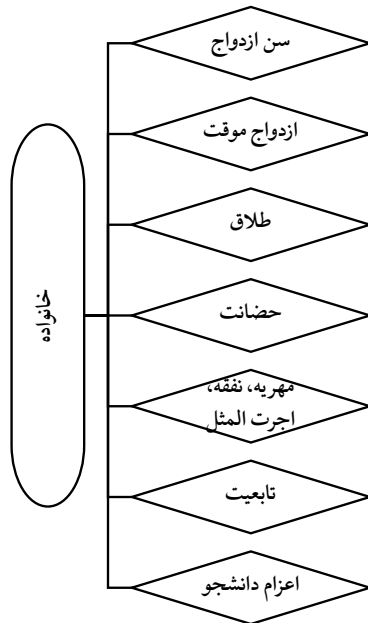 سن ازدواج
ازدواج موقت
طلاق
خانواده
حضانت
مهریه، نفقه،
اجرت المثل
تابعیت
اعزام دانشجو